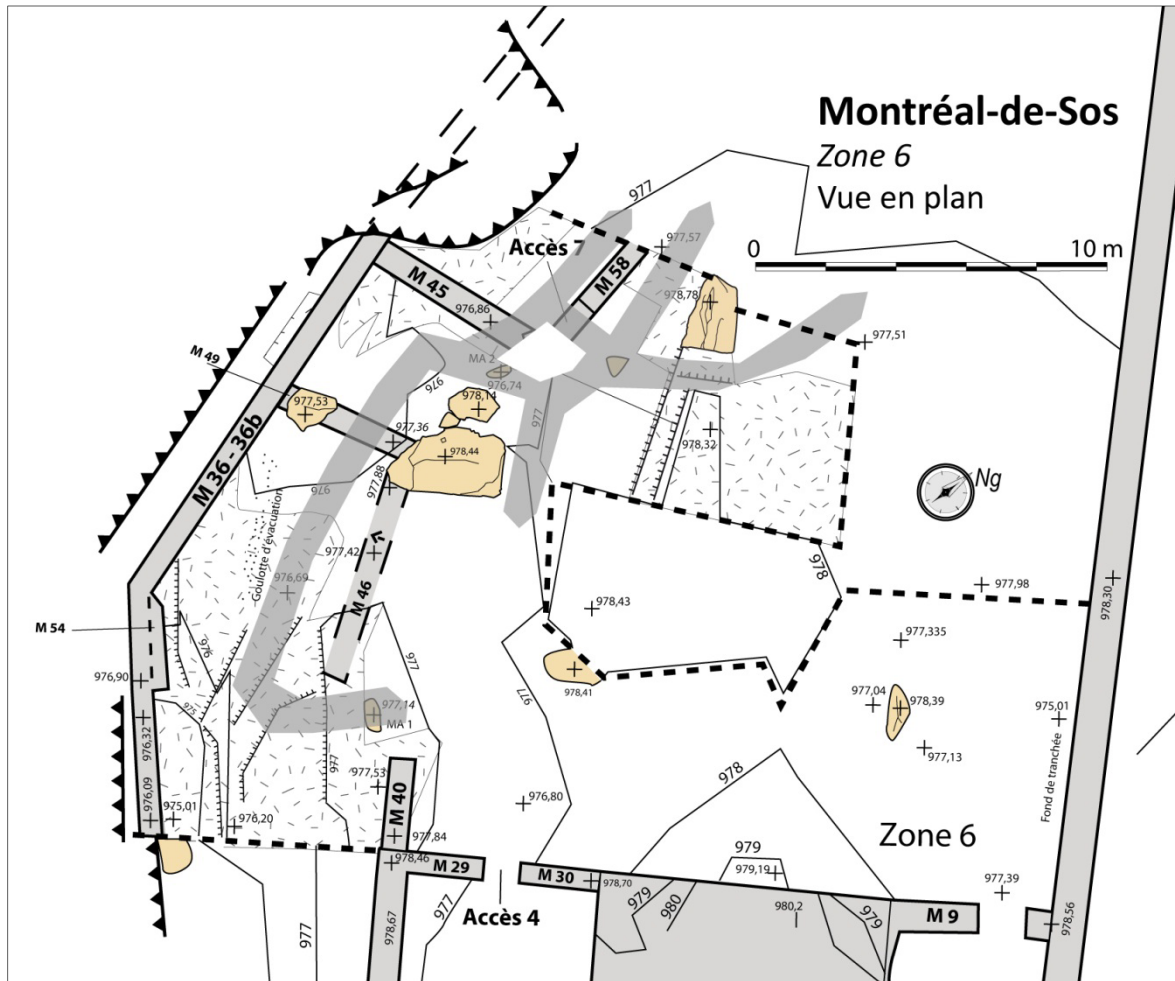 Montréal-de-Sos
Zone 6
Vue en plan
0
10 m
977
977,57
Accès 7
M 58
M 45
976,86
978,78
977,51
M 49
MA 2
976,74
976
977
977,53
978,14
978,32
977,36
978,44
M 36 - 36b
976
977,88
Ng
Goulotte d'évacuation
977,42
978
977,98
978,30
976,69
M 46
978,43
M 54
977,335
976
977
976,90
978,41
977
977,04
978,39
975,01
975
977,14
MA 1
976,32
977,13
977
977,53
978
Fond de tranchée
M 40
976,80
976,09
975,01
976,20
977,84
Zone 6
978,46
M 29
979
979,19
M 30
978,70
977,39
977
979
980
980,2
979
M 9
978,56
Accès 4
977
978,67